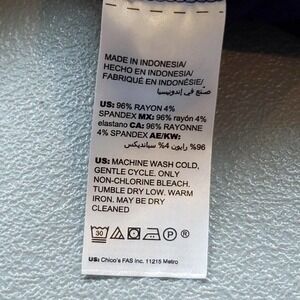 MADE IN INDONESIA/
HECHO EN INDONESIA/
FABRIQUÉ EN INDONÉSIE/
صنع في إندونيسيا
US: 96% RAYON 4%
SPANDEX MX: 96% rayón 4%
elastano CA: 96% RAYONNE
4% SPANDEX AE/KW:
96% رايون 4% سباندكس
US: MACHINE WASH COLD,
GENTLE CYCLE. ONLY
NON-CHLORINE BLEACH.
TUMBLE DRY LOW. WARM
IRON. MAY BE DRY
CLEANED
30 P ®
US: Chico's FAS Inc. 11215 Metro